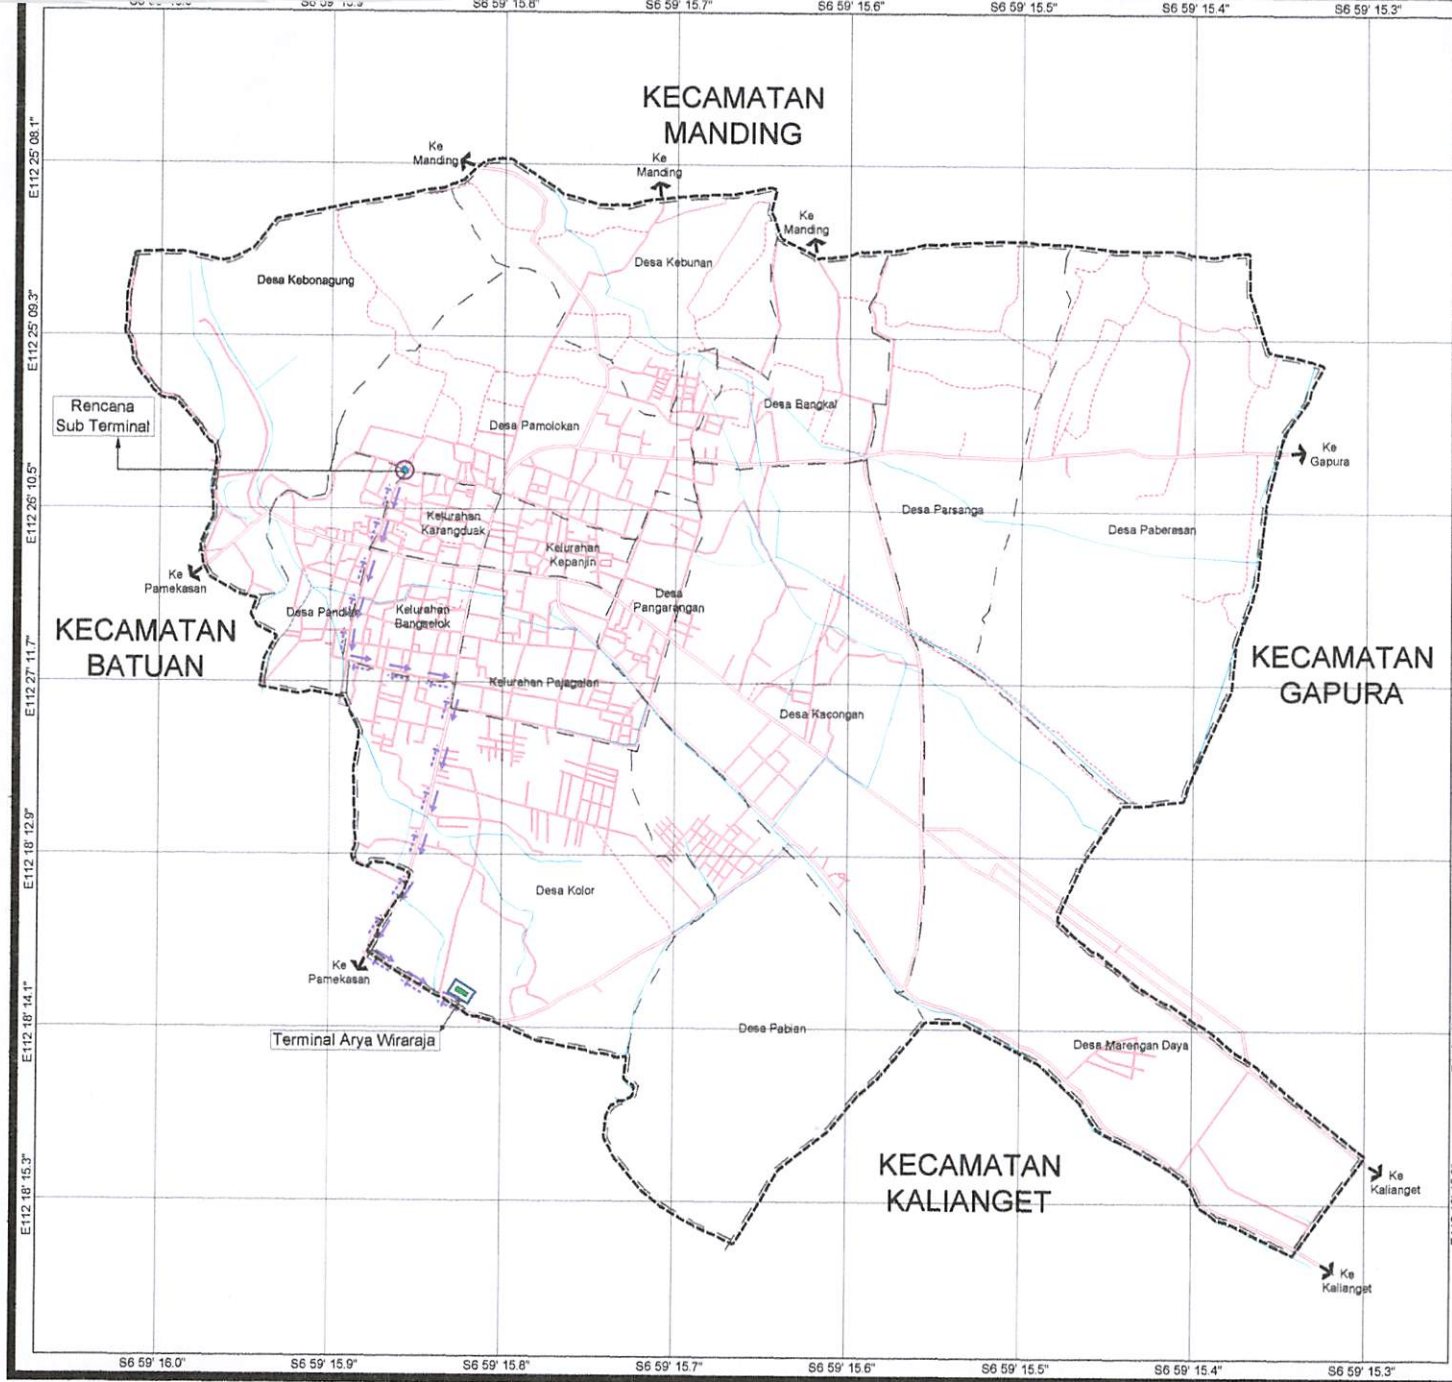 S6 59' 15.8"
S6 59' 15.7"
S6 59' 15.6"
S6 59' 15.5"
S6 59' 15.4"
S6 59' 15.3"
KECAMATAN
MANDING
E112 25' 08.1"
Ke
Manding
Ke
Manding
Ke
Manding
Desa Kebunan
Desa Kebonagung
E112 25' 09.3"
Rencana
Sub Terminal
Desa Bangkal
Desa Pamolokan
Ke
Gapura
E112 26' 10.5"
Desa Parsanga
Kelurahan
Karangduak
Desa Paberasan
Kelurahan
Kepanjin
Ke
Pamekasan
Desa
Pangarangan
Desa Pandian
Kelurahan
Bangselok
KECAMATAN
BATUAN
KECAMATAN
GAPURA
E112 27' 11.7"
Kelurahan Pajagalan
Desa Kacongan
E112 18' 12.9"
Desa Kolor
Ke
Pamekasan
E112 18' 14.1"
Terminal Arya Wiraraja
Desa Pabian
Desa Marengan Daya
KECAMATAN
KALIANGET
E112 18' 15.3"
Ke
Kalianget
Ke
Kalianget
S6 59' 16.0"
S6 59' 15.9"
S6 59' 15.8"
S6 59' 15.7"
S6 59' 15.6"
S6 59' 15.5"
S6 59' 15.4"
S6 59' 15.3"